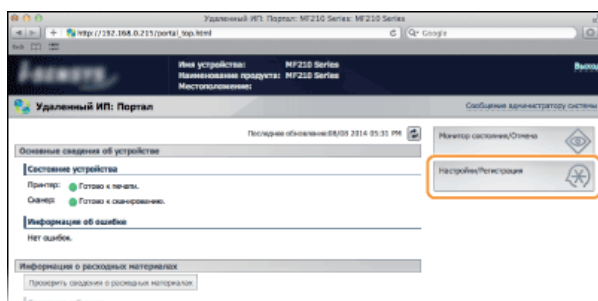 Удаленный ИП: Портал: MF210 Series: MF210 Series
http://192.168.0.215/portal_top.html
Google
Имя устройства: MF210 Series
Наименование продукта: MF210 Series
Местоположение:
Выход
Удаленный ИП: Портал
Сообщение администратору системы
Последнее обновление:08/08 2014 05:31 PM
Основные сведения об устройстве
Состояние устройства
Принтер: Готово к печати.
Сканер: Готово к сканированию.
Информация об ошибке
Нет ошибок.
Информация о расходных материалах
Проверить сведения о расходных материалах
Монитор состояния/Отмена
Настройки/Регистрация